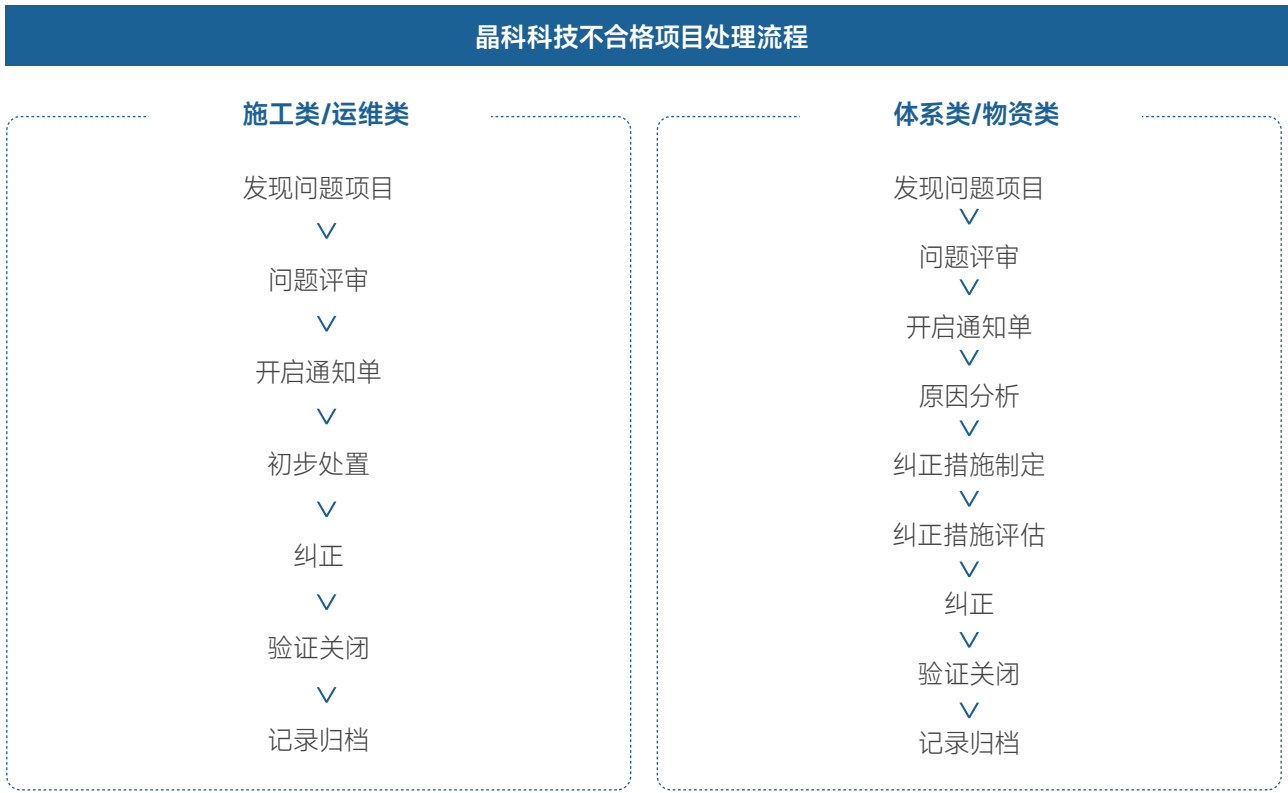 晶科科技不合格项目处理流程
施工类/运维类
发现问题项目
问题评审
开启通知单
初步处置
纠正
验证关闭
记录归档
体系类/物资类
发现问题项目
问题评审
开启通知单
原因分析
纠正措施制定
纠正措施评估
纠正
验证关闭
记录归档